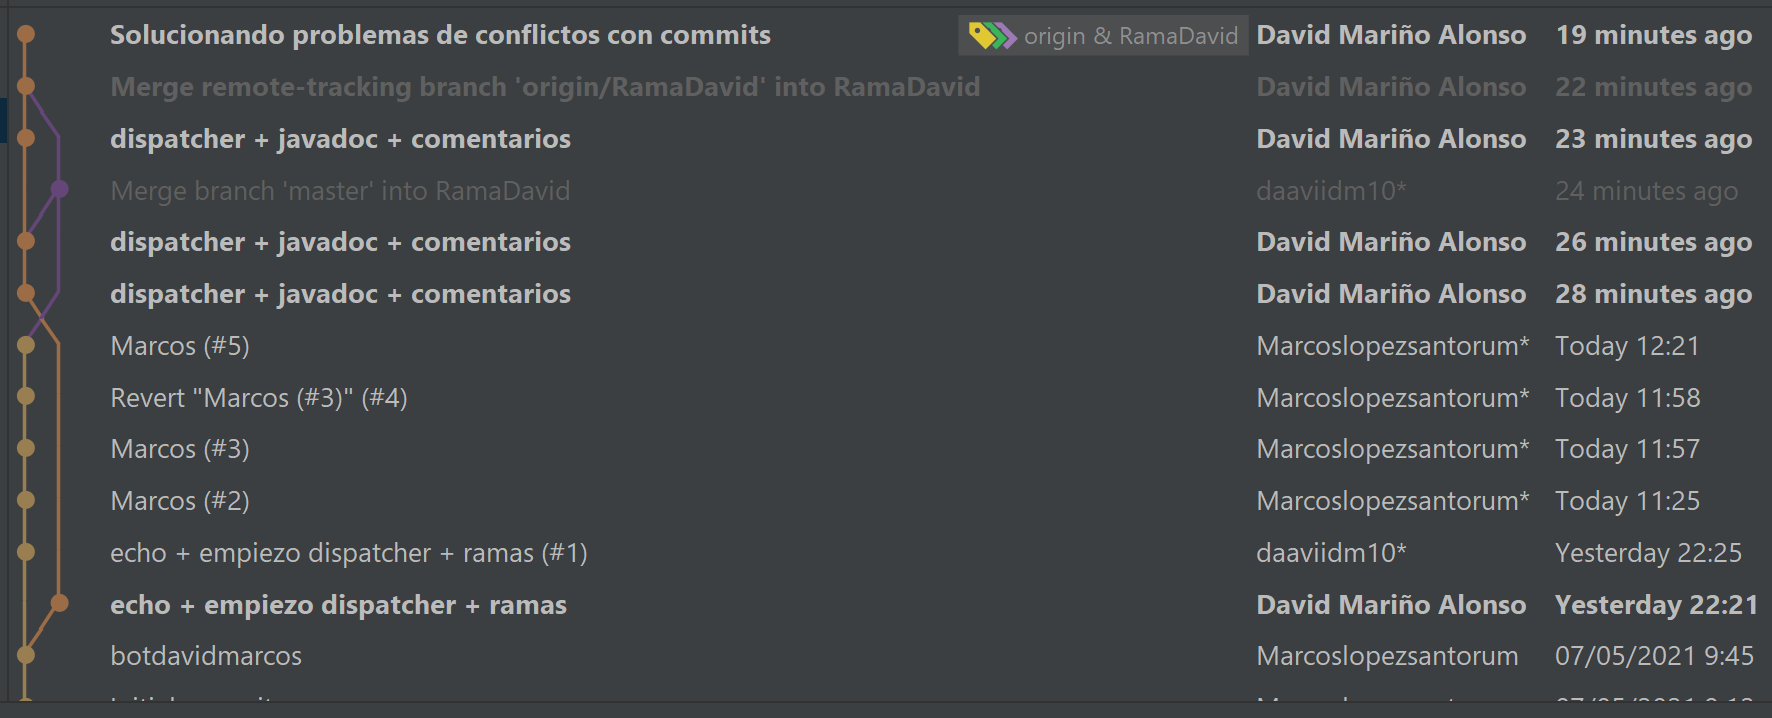 Solucionando problemas de conflictos con commits origin & RamaDavid David Mariño Alonso 19 minutes ago
Merge remote-tracking branch 'origin/RamaDavid' into RamaDavid David Mariño Alonso 22 minutes ago
dispatcher + javadoc + comentarios David Mariño Alonso 23 minutes ago
Merge branch 'master' into RamaDavid daaviidm10* 24 minutes ago
dispatcher + javadoc + comentarios David Mariño Alonso 26 minutes ago
dispatcher + javadoc + comentarios David Mariño Alonso 28 minutes ago
Marcos (#5) Marcoslopezsantorum* Today 12:21
Revert "Marcos (#3)" (#4) Marcoslopezsantorum* Today 11:58
Marcos (#3) Marcoslopezsantorum* Today 11:57
Marcos (#2) Marcoslopezsantorum* Today 11:25
echo + empiezo dispatcher + ramas (#1) daaviidm10* Yesterday 22:25
echo + empiezo dispatcher + ramas David Mariño Alonso Yesterday 22:21
botdavidmarcos Marcoslopezsantorum 07/05/2021 9:45